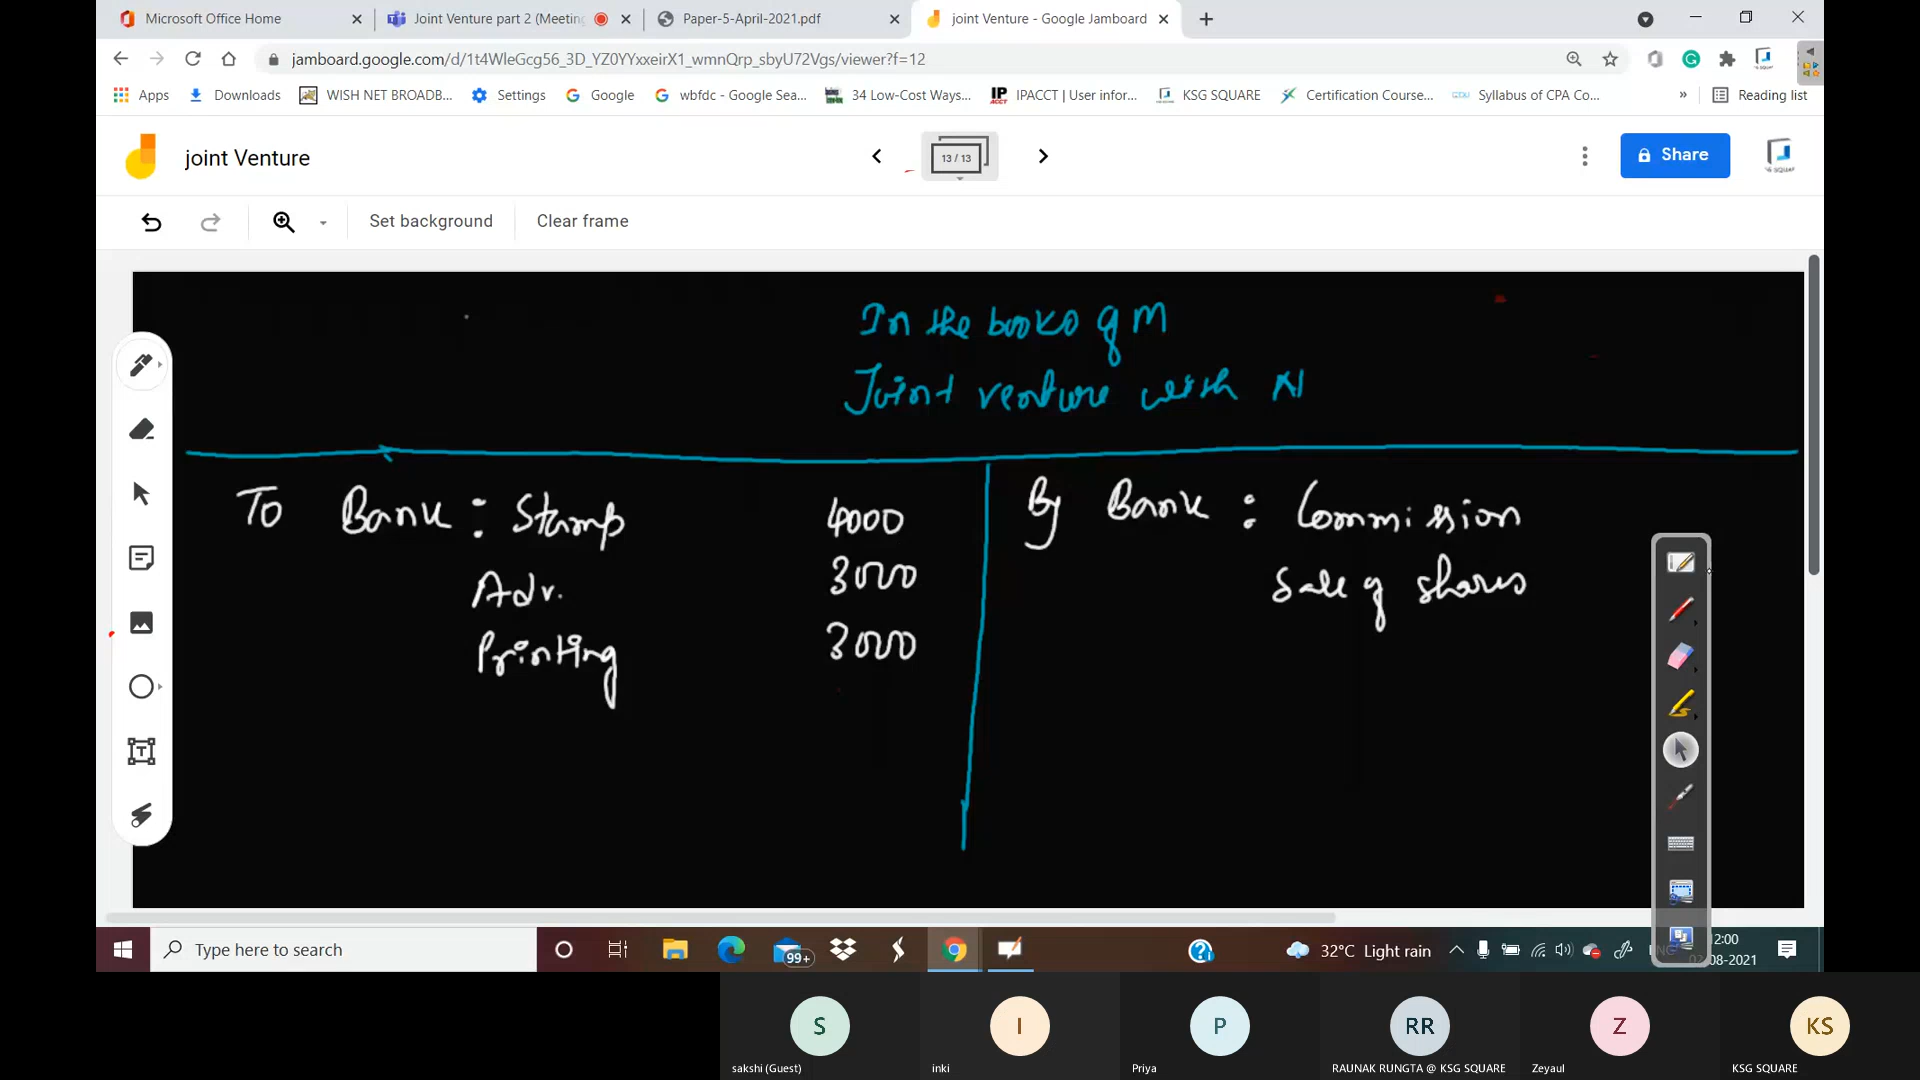 Microsoft Office Home
Joint Venture part 2 (Meetin
Paper-5-April-2021.pdf
joint Venture - Google Jamboard
jamboard.google.com/d/1t4WleGcg56_3D_YZ0YYxxeirX1_wmnQrp_sbyU72Vgs/viewer?f=12
Apps Downloads WISH NET BROADB... Settings Google wbfdc - Google Sea... 34 Low-Cost Ways... IPACCT | User infor... KSG SQUARE Certification Course... Syllabus of CPA Co... » Reading list
joint Venture
13 / 13
Share
Set background Clear frame
In the books of M
Joint venture with N
To Bank : Stamp 4000 By Bank : Commission
Adv. 3000 Sale of shares
Printing 3000
Type here to search
99+
32°C Light rain
12:00
-08-2021
S I P RR Z KS
sakshi (Guest) inki Priya RAUNAK RUNGTA @ KSG SQUARE Zeyaul KSG SQUARE